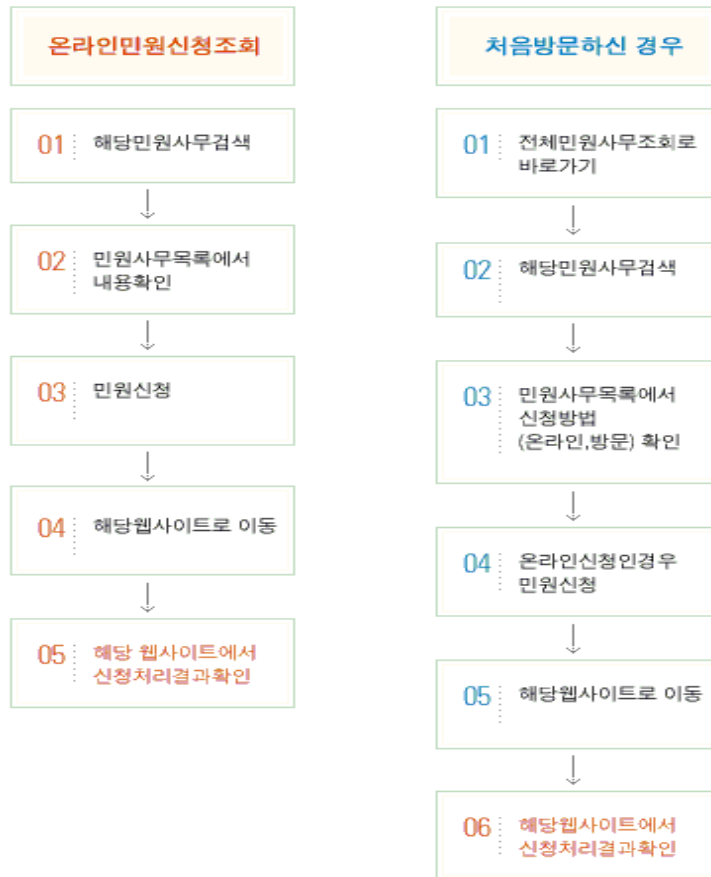 온라인민원신청조회
01 해당민원사무검색
02 민원사무목록에서
내용확인
03 민원신청
04 해당웹사이트로 이동
05 해당 웹사이트에서
신청처리결과확인
처음방문하신 경우
01 전체민원사무조회로
바로가기
02 해당민원사무검색
03 민원사무목록에서
신청방법
(온라인,방문) 확인
04 온라인신청인경우
민원신청
05 해당웹사이트로 이동
06 해당웹사이트에서
신청처리결과확인